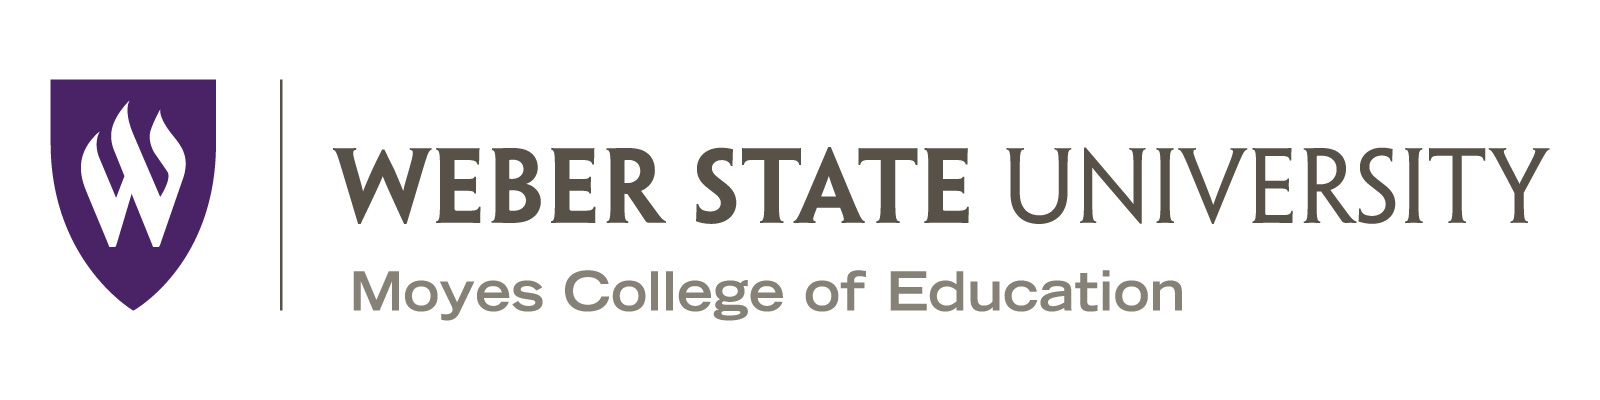 W
WEBER STATE UNIVERSITY
Moyes College of Education